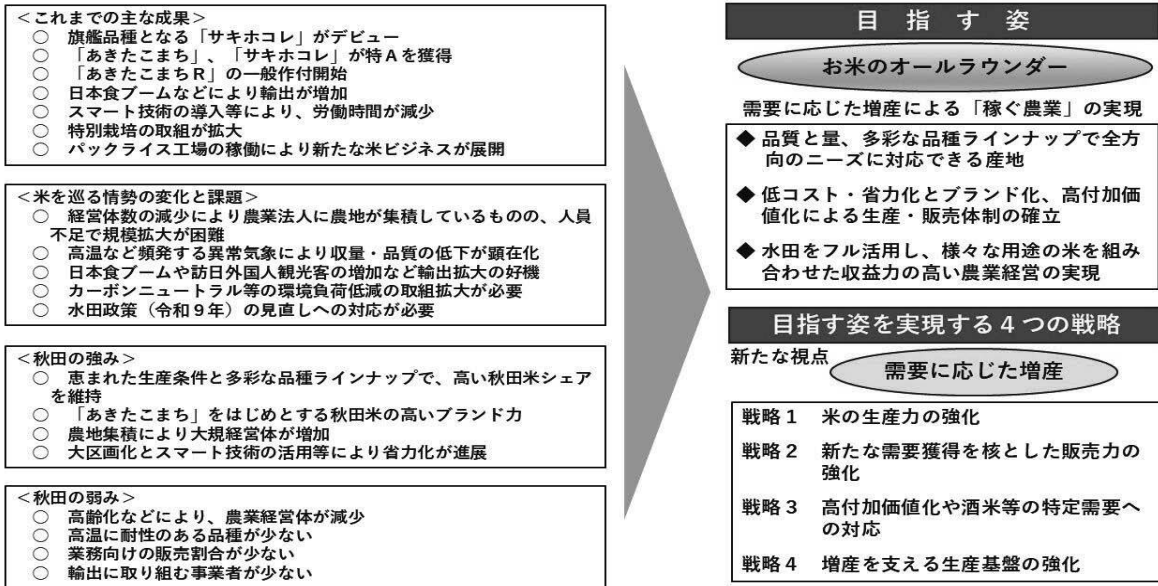 ＜これまでの主な成果＞
○　旗艦品種となる「サキホコレ」がデビュー
○　「あきたこまち」、「サキホコレ」が特Ａを獲得
○　「あきたこまちＲ」の一般作付開始
○　日本食ブームなどにより輸出が増加
○　スマート技術の導入等により、労働時間が減少
○　特別栽培の取組が拡大
○　パックライス工場の稼働により新たな米ビジネスが展開
＜米を巡る情勢の変化と課題＞
○　経営体数の減少により農業法人に農地が集積しているものの、人員
不足で規模拡大が困難
○　高温など頻発する異常気象により収量・品質の低下が顕在化
○　日本食ブームや訪日外国人観光客の増加など輸出拡大の好機
○　カーボンニュートラル等の環境負荷低減の取組拡大が必要
○　水田政策（令和９年）の見直しへの対応が必要
＜秋田の強み＞
○　恵まれた生産条件と多彩な品種ラインナップで、高い秋田米シェア
を維持
○　「あきたこまち」をはじめとする秋田米の高いブランド力
○　農地集積により大規経営体が増加
○　大区画化とスマート技術の活用等により省力化が進展
＜秋田の弱み＞
○　高齢化などにより、農業経営体が減少
○　高温に耐性のある品種が少ない
○　業務向けの販売割合が少ない
○　輸出に取り組む事業者が少ない
目　指　す　姿
お米のオールラウンダー
需要に応じた増産による「稼ぐ農業」の実現
◆ 品質と量、多彩な品種ラインナップで全方
向のニーズに対応できる産地
◆ 低コスト・省力化とブランド化、高付加価
値化による生産・販売体制の確立
◆ 水田をフル活用し、様々な用途の米を組み
合わせた収益力の高い農業経営の実現
目指す姿を実現する４つの戦略
新たな視点
需要に応じた増産
戦略１　米の生産力の強化
戦略２　新たな需要獲得を核とした販売力の
強化
戦略３　高付加価値化や酒米等の特定需要へ
の対応
戦略４　増産を支える生産基盤の強化